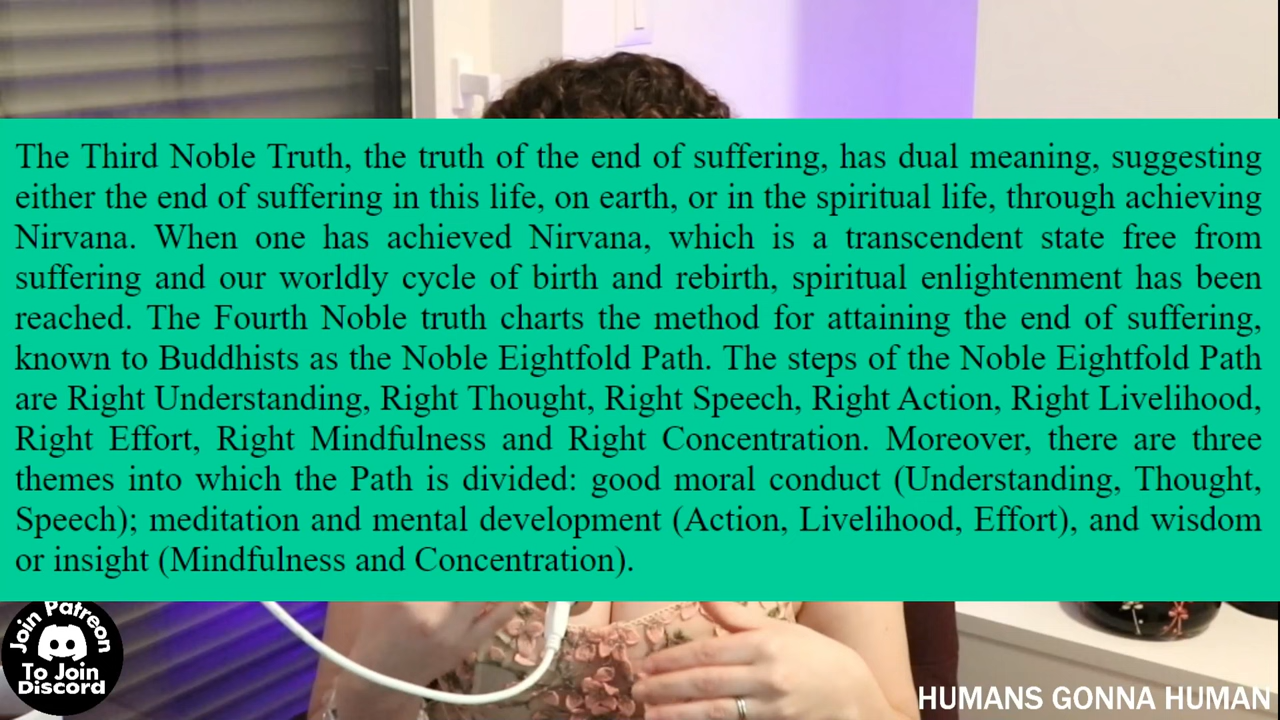 The Third Noble Truth, the truth of the end of suffering, has dual meaning, suggesting
either the end of suffering in this life, on earth, or in the spiritual life, through achieving
Nirvana. When one has achieved Nirvana, which is a transcendent state free from
suffering and our worldly cycle of birth and rebirth, spiritual enlightenment has been
reached. The Fourth Noble truth charts the method for attaining the end of suffering,
known to Buddhists as the Noble Eightfold Path. The steps of the Noble Eightfold Path
are Right Understanding, Right Thought, Right Speech, Right Action, Right Livelihood,
Right Effort, Right Mindfulness and Right Concentration. Moreover, there are three
themes into which the Path is divided: good moral conduct (Understanding, Thought,
Speech); meditation and mental development (Action, Livelihood, Effort), and wisdom
or insight (Mindfulness and Concentration).
Join Patreon
To Join
Discord
HUMANS GONNA HUMAN